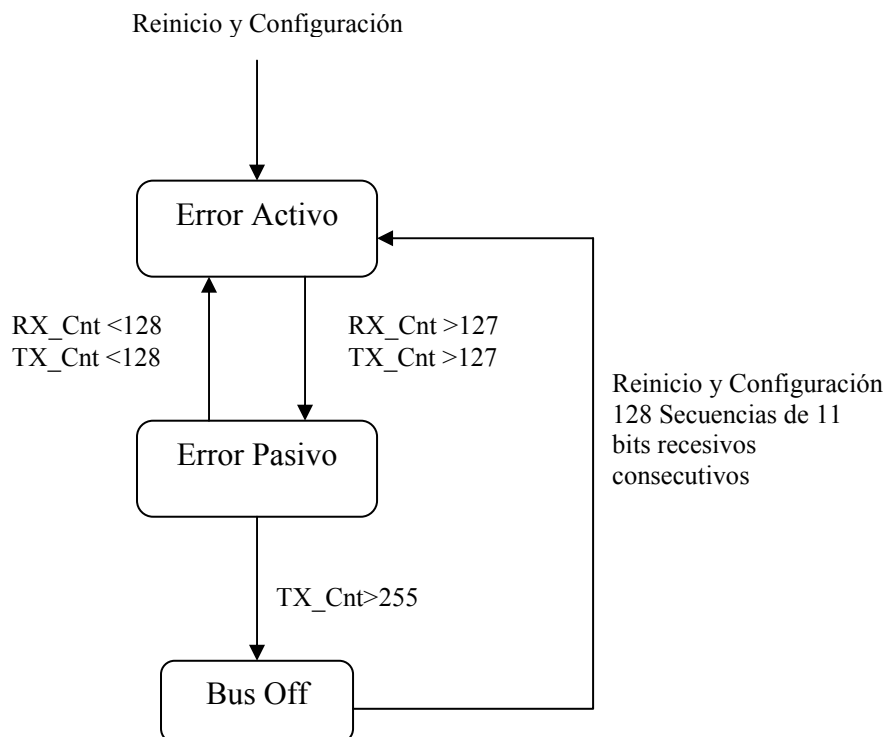 Reinicio y Configuración
Error Activo
RX_Cnt <128
TX_Cnt <128
RX_Cnt >127
TX_Cnt >127
Reinicio y Configuración
128 Secuencias de 11
bits recesivos
consecutivos
Error Pasivo
TX_Cnt>255
Bus Off